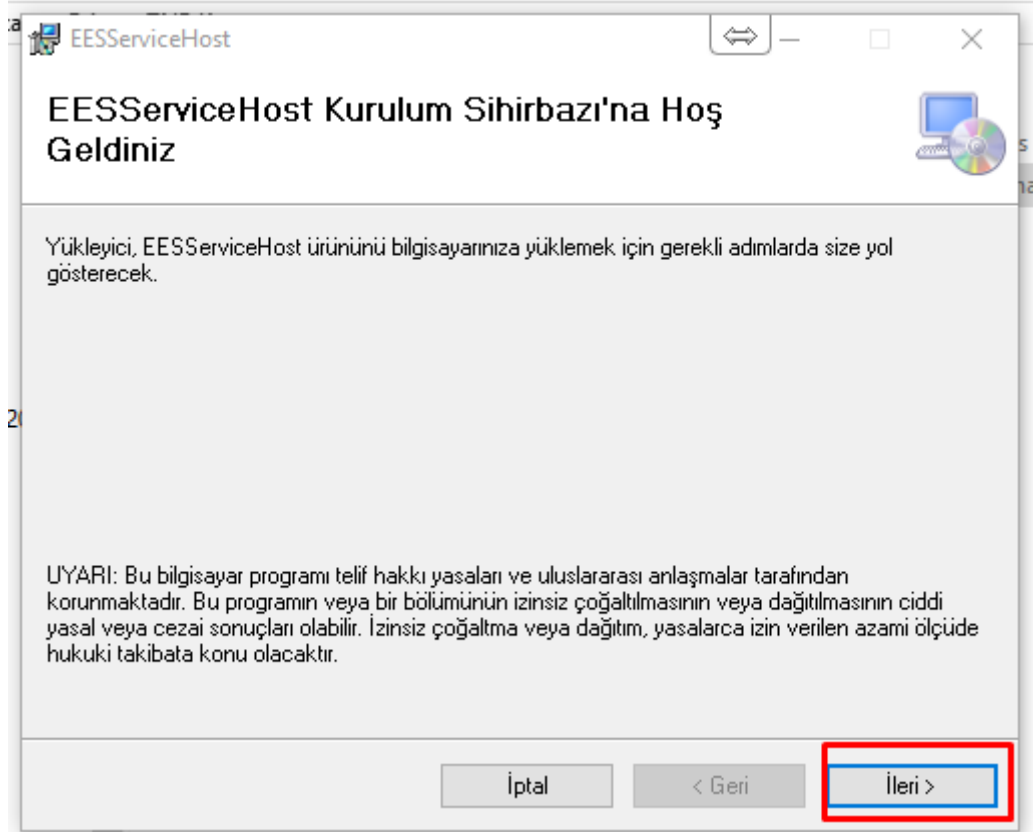 EESServiceHost
EESServiceHost Kurulum Sihirbazı'na Hoş
Geldiniz
Yükleyici, EESServiceHost ürününü bilgisayarınıza yüklemek için gerekli adımlarda size yol
gösterecek.
20
UYARI: Bu bilgisayar programı telif hakkı yasaları ve uluslararası anlaşmalar tarafından
korunmaktadır. Bu programın veya bir bölümünün izinsiz çoğaltılmasının veya dağıtılmasının ciddi
yasal veya cezai sonuçları olabilir. İzinsiz çoğaltma veya dağıtım, yasalarca izin verilen azami ölçüde
hukuki takibata konu olacaktır.
İptal
< Geri
İleri >